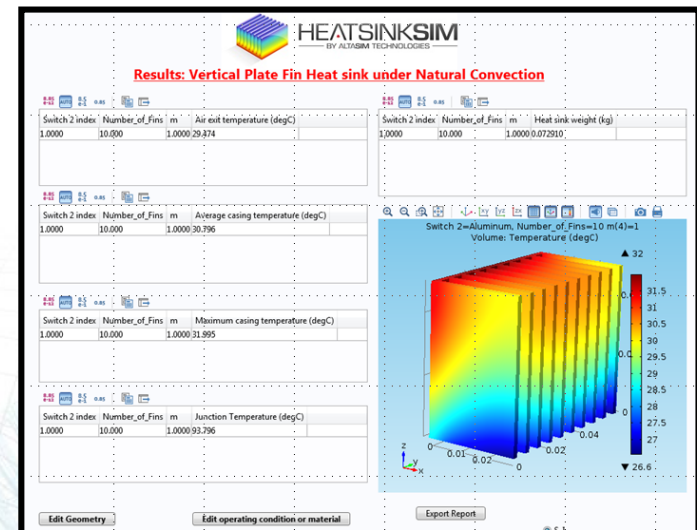 HEATSINKSIM
BY ALTASIM TECHNOLOGIES
Results: Vertical Plate Fin Heat sink under Natural Convection
Switch 2 index Number_of_Fins m Air exit temperature (degC)
1.0000 10.000 1.0000 29.474
Switch 2 index Number_of_Fins m Heat sink weight (kg)
1.0000 10.000 1.0000 0.072910
Switch 2 index Number_of_Fins m Average casing temperature (degC)
1.0000 10.000 1.0000 30.796
Switch 2 index Number_of_Fins m Maximum casing temperature (degC)
1.0000 10.000 1.0000 31.995
Switch 2 index Number_of_Fins m Junction Temperature (degC)
1.0000 10.000 1.0000 93.796
Switch 2=Aluminum, Number_of_Fins=10 m(4)=1
Volume: Temperature (degC)
▲ 32
31.5
31
30.5
30
29.5
29
28.5
28
27.5
27
▼ 26.6
0
0.01
0.02
0
0.02
0.04
0
z
y
x
Edit Geometry
Edit operating condition or material
Export Report